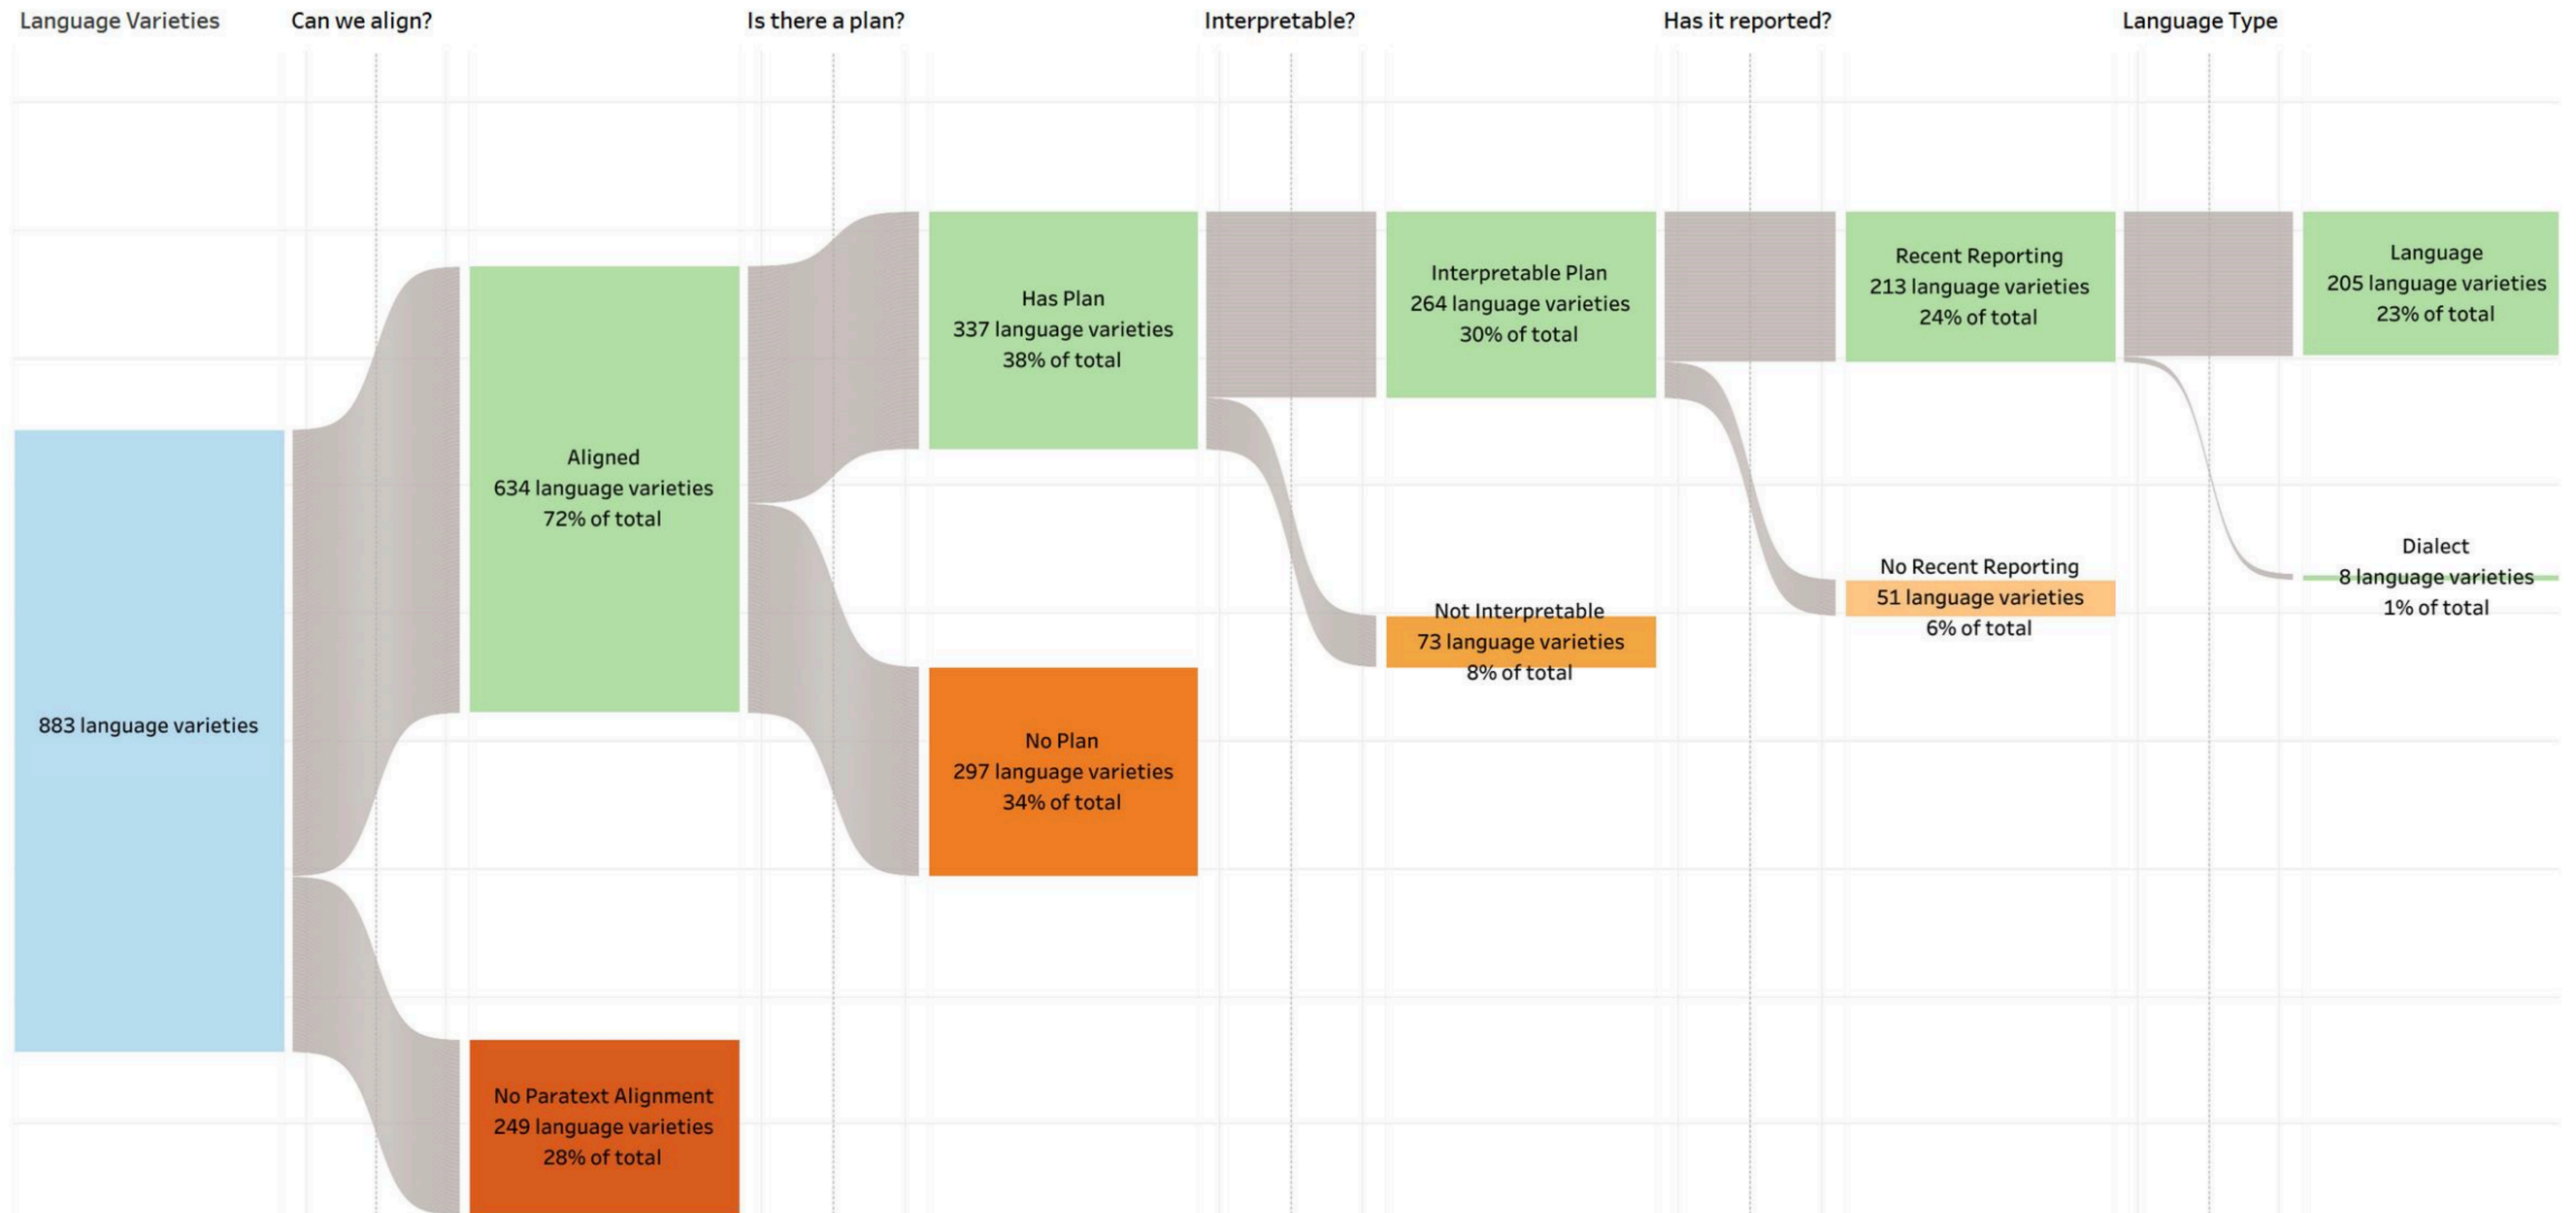 Language Varieties
Can we align?
Is there a plan?
Interpretable?
Has it reported?
Language Type
883 language varieties
Aligned
634 language varieties
72% of total
No Paratext Alignment
249 language varieties
28% of total
Has Plan
337 language varieties
38% of total
No Plan
297 language varieties
34% of total
Interpretable Plan
264 language varieties
30% of total
Not Interpretable
73 language varieties
8% of total
Recent Reporting
213 language varieties
24% of total
No Recent Reporting
51 language varieties
6% of total
Language
205 language varieties
23% of total
Dialect
8 language varieties
1% of total